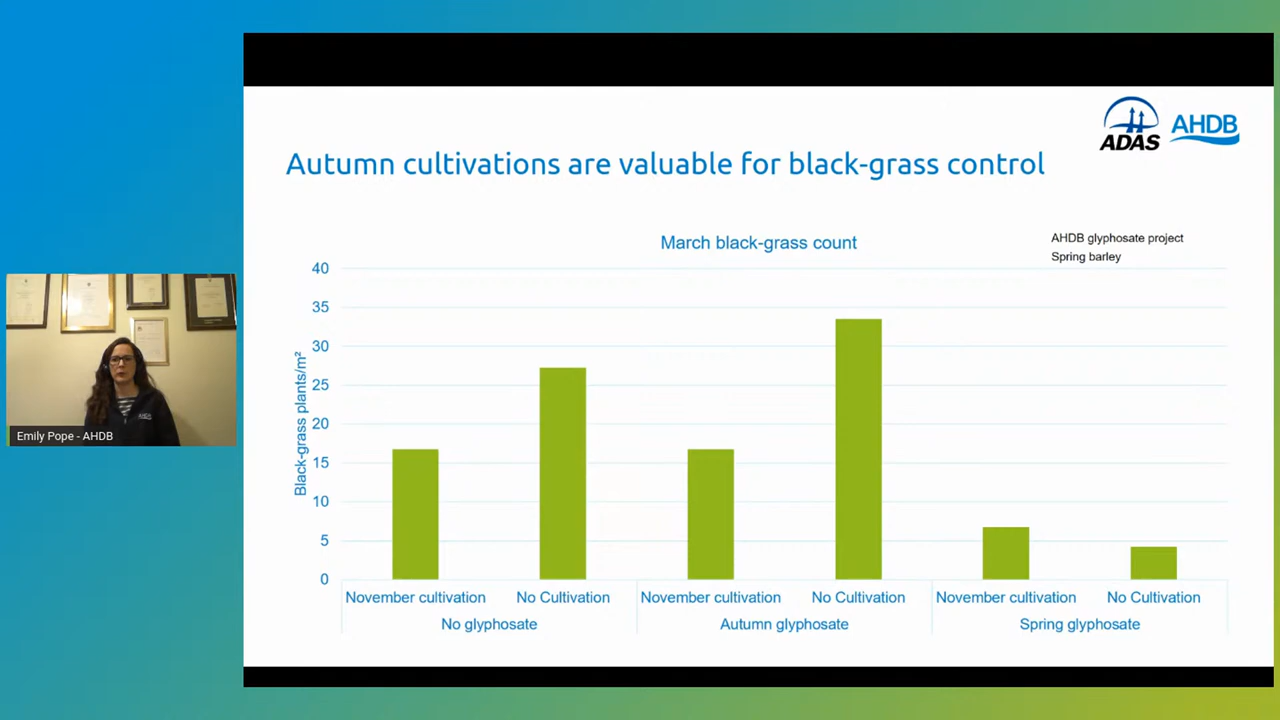 ADAS
AHDB
Autumn cultivations are valuable for black-grass control
March black-grass count
AHDB glyphosate project
Spring barley
Black-grass plants/m²
40
35
30
25
20
15
10
5
0
November cultivation
No Cultivation
November cultivation
No Cultivation
November cultivation
No Cultivation
No glyphosate
Autumn glyphosate
Spring glyphosate
AHDB
Emily Pope - AHDB